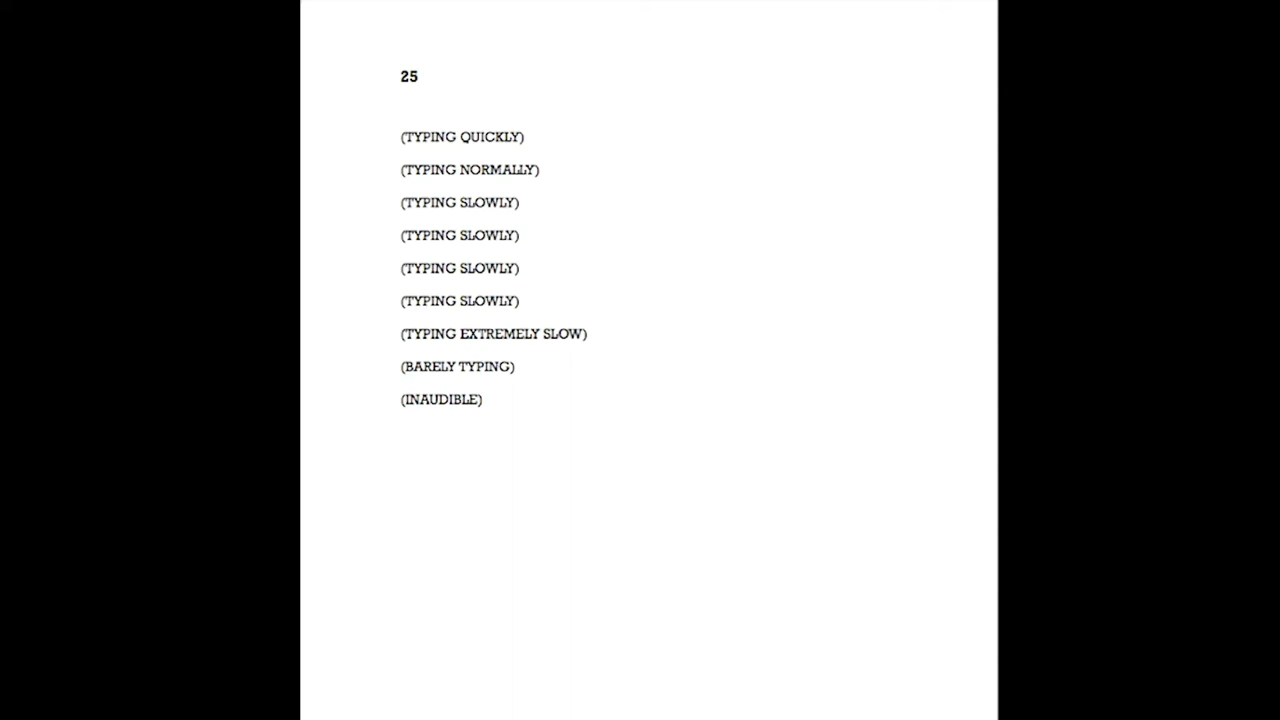 25
(TYPING QUICKLY)
(TYPING NORMALLY)
(TYPING SLOWLY)
(TYPING SLOWLY)
(TYPING SLOWLY)
(TYPING SLOWLY)
(TYPING EXTREMELY SLOW)
(BARELY TYPING)
(INAUDIBLE)